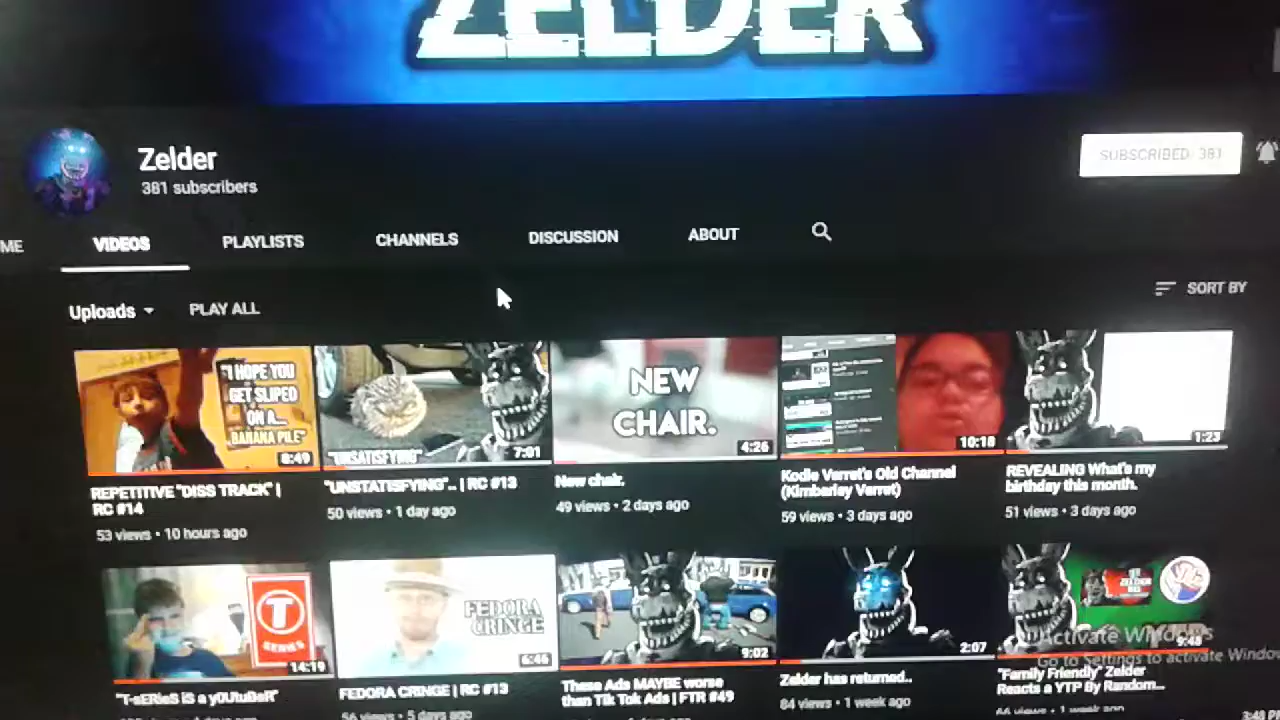 ZELDER
Zelder
381 subscribers
SUBSCRIBED 381
ME
VIDEOS
PLAYLISTS
CHANNELS
DISCUSSION
ABOUT
Uploads
PLAY ALL
SORT BY
"I HOPE YOU
GET SLIPED
ON A...
BANANA PILE"
8:49
"UNSATISFYING"
7:01
NEW
CHAIR.
4:26
10:18
1:23
REPETITIVE "DISS TRACK" |
RC #14
53 views • 10 hours ago
"UNSTATISFYING".. | RC #13
50 views • 1 day ago
New chair.
49 views • 2 days ago
Kodie Verret's Old Channel
(Kimberley Verret)
59 views • 3 days ago
REVEALING What's my
birthday this month.
51 views • 3 days ago
T
SERIES
14:19
FEDORA
CRINGE
6:46
9:02
2:07
9:48
"T-sERiEs iS a yOUtuBeR"
FEDORA CRINGE | RC #13
56 views • 5 days ago
These Ads MAYBE worse
than Tik Tok Ads | FTR #49
Zelder has returned..
84 views • 1 week ago
"Family Friendly" Zelder
Reacts a YTP By Random...
66 views • 1 week ago
Activate Windows
Go to Settings to activate Windo